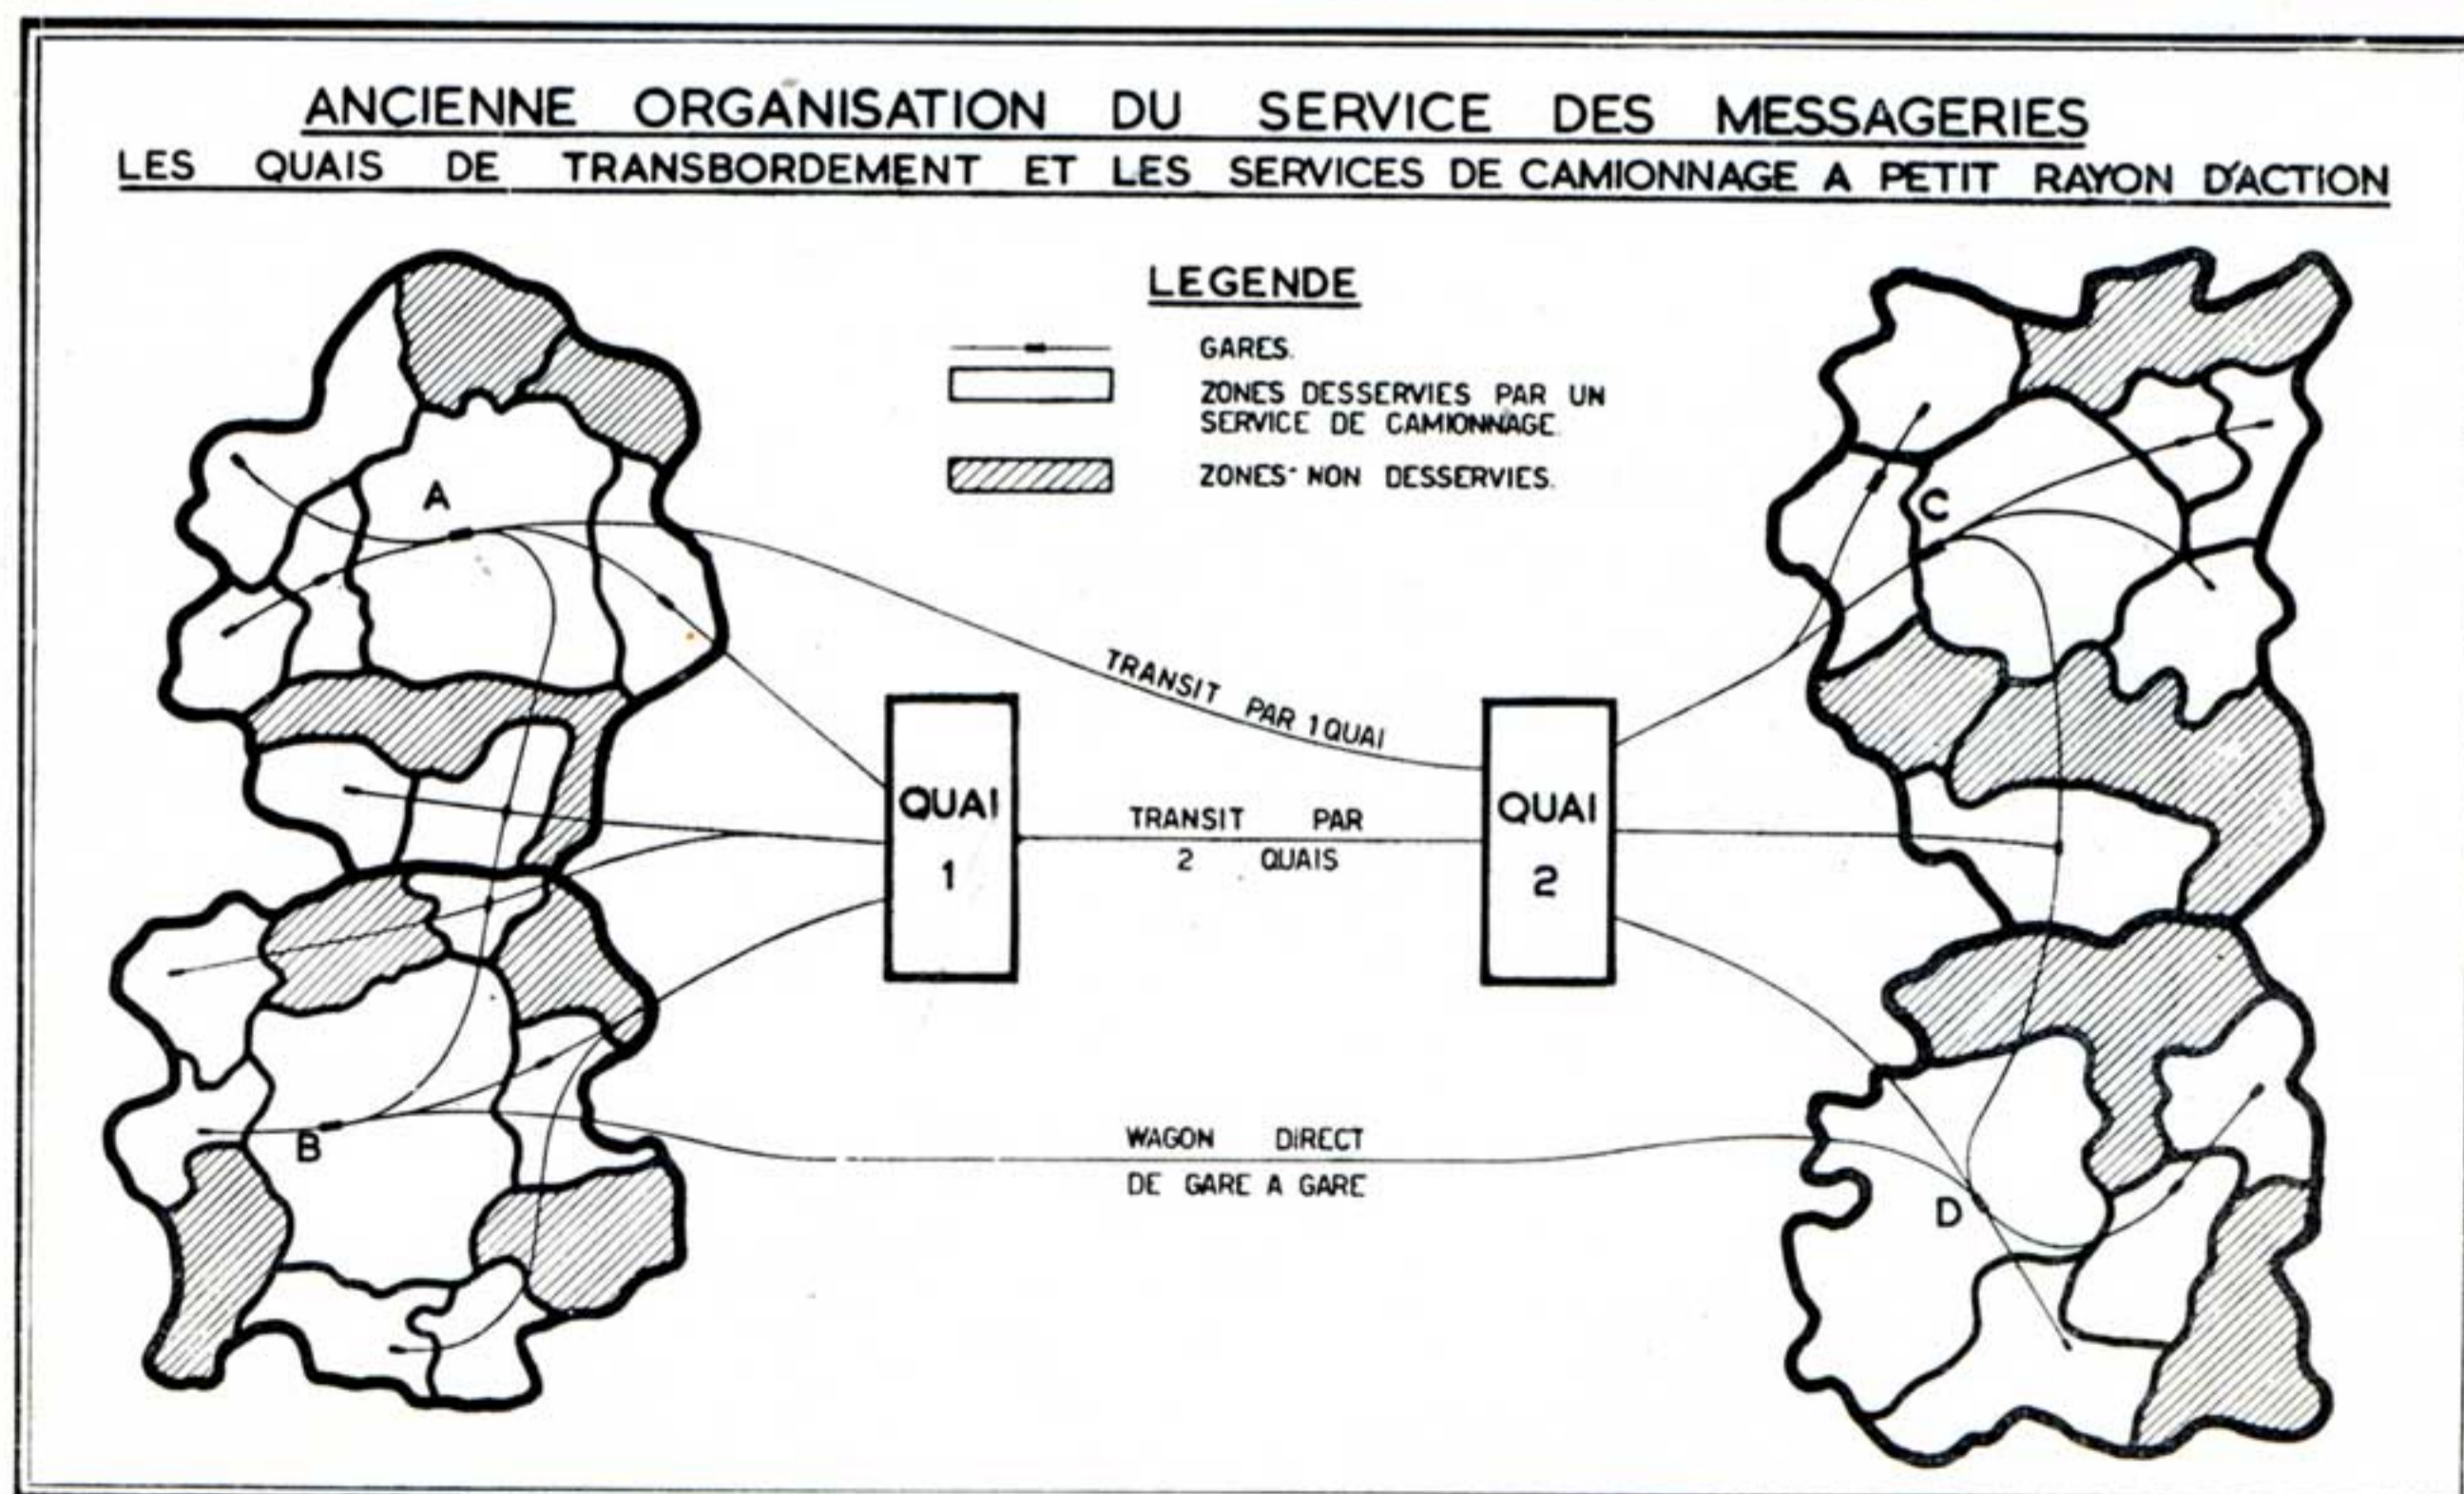 ANCIENNE ORGANISATION DU SERVICE DES MESSAGERIES
LES QUAIS DE TRANSBORDEMENT ET LES SERVICES DE CAMIONNAGE A PETIT RAYON D'ACTION
LEGENDE
GARES.
ZONES DESSERVIES PAR UN
SERVICE DE CAMIONNAGE.
ZONES NON DESSERVIES.
A
C
TRANSIT PAR 1 QUAI
QUAI
1
TRANSIT PAR
2 QUAIS
QUAI
2
B
WAGON DIRECT
DE GARE A GARE
D